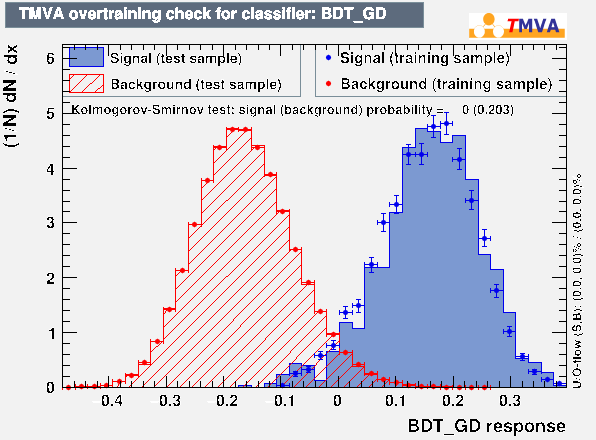 TMVA overtraining check for classifier: BDT_GD
TMVA
Signal (test sample)
Background (test sample)
Signal (training sample)
Background (training sample)
Kolmogorov-Smirnov test: signal (background) probability = 0 (0.203)
(1/N) dN / dx
6
5
4
3
2
1
0
-0.4 -0.3 -0.2 -0.1 0 0.1 0.2 0.3
BDT_GD response
U/O-flow (S,B): (0.0, 0.0)% / (0.0, 0.0)%